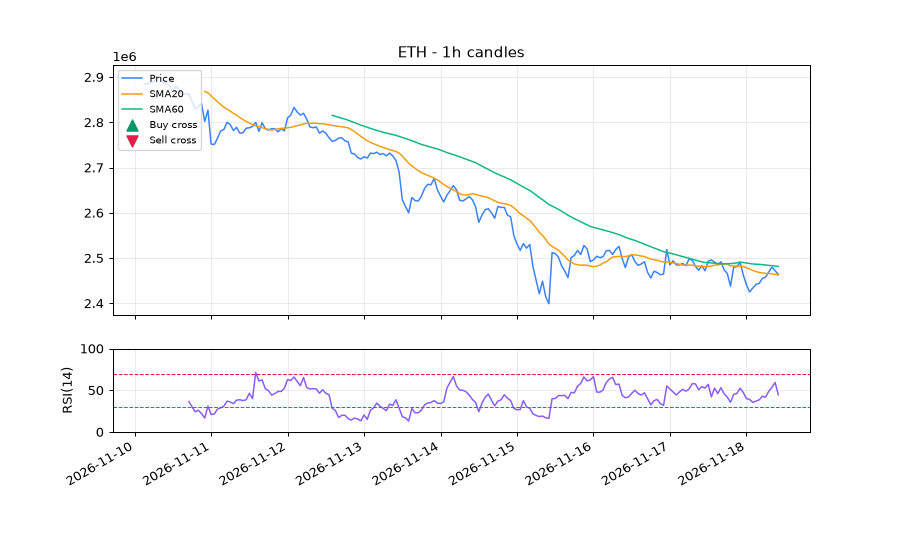 ETH - 1h candles
1e6
2.9
2.8
2.7
2.6
2.5
2.4
Price
SMA20
SMA60
Buy cross
Sell cross
RSI(14)
100
50
0
2026-11-10
2026-11-11
2026-11-12
2026-11-13
2026-11-14
2026-11-15
2026-11-16
2026-11-17
2026-11-18